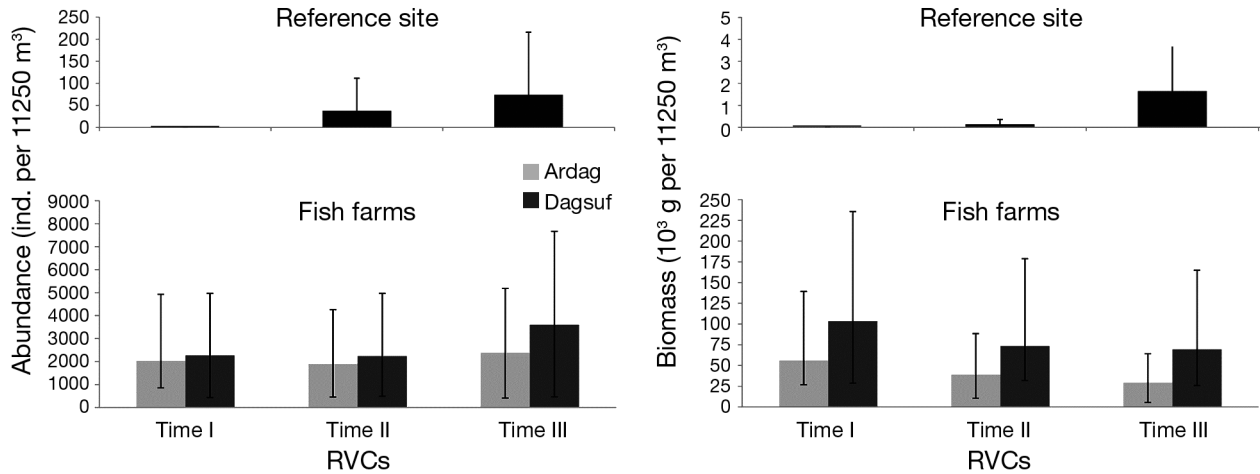 Reference site
Abundance (ind. per 11250 m³)
250
200
150
100
50
0
Ardag
Dagsuf
Fish farms
9000
8000
7000
6000
5000
4000
3000
2000
1000
0
Time I
Time II
Time III
RVCs
Reference site
Biomass (10³ g per 11250 m³)
5
4
3
2
1
0
Fish farms
250
225
200
175
150
125
100
75
50
25
0
Time I
Time II
Time III
RVCs